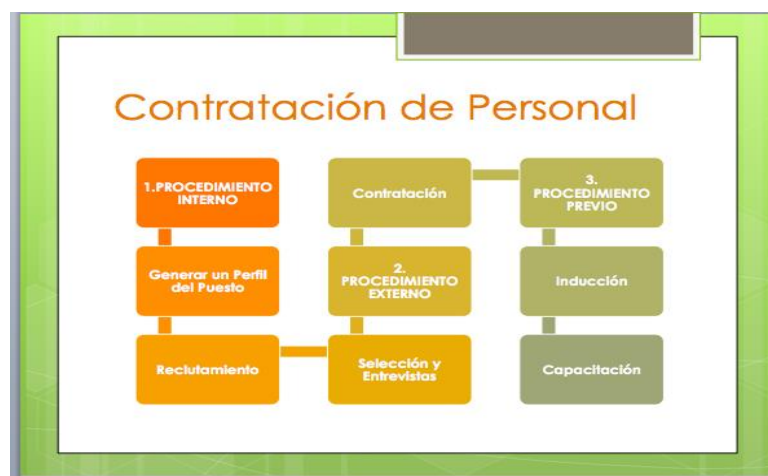 Contratación de Personal
1.PROCEDIMIENTO
INTERNO
Generar un Perfil
del Puesto
Reclutamiento
Selección y
Entrevistas
2.
PROCEDIMIENTO
EXTERNO
Contratación
3.
PROCEDIMIENTO
PREVIO
Inducción
Capacitación